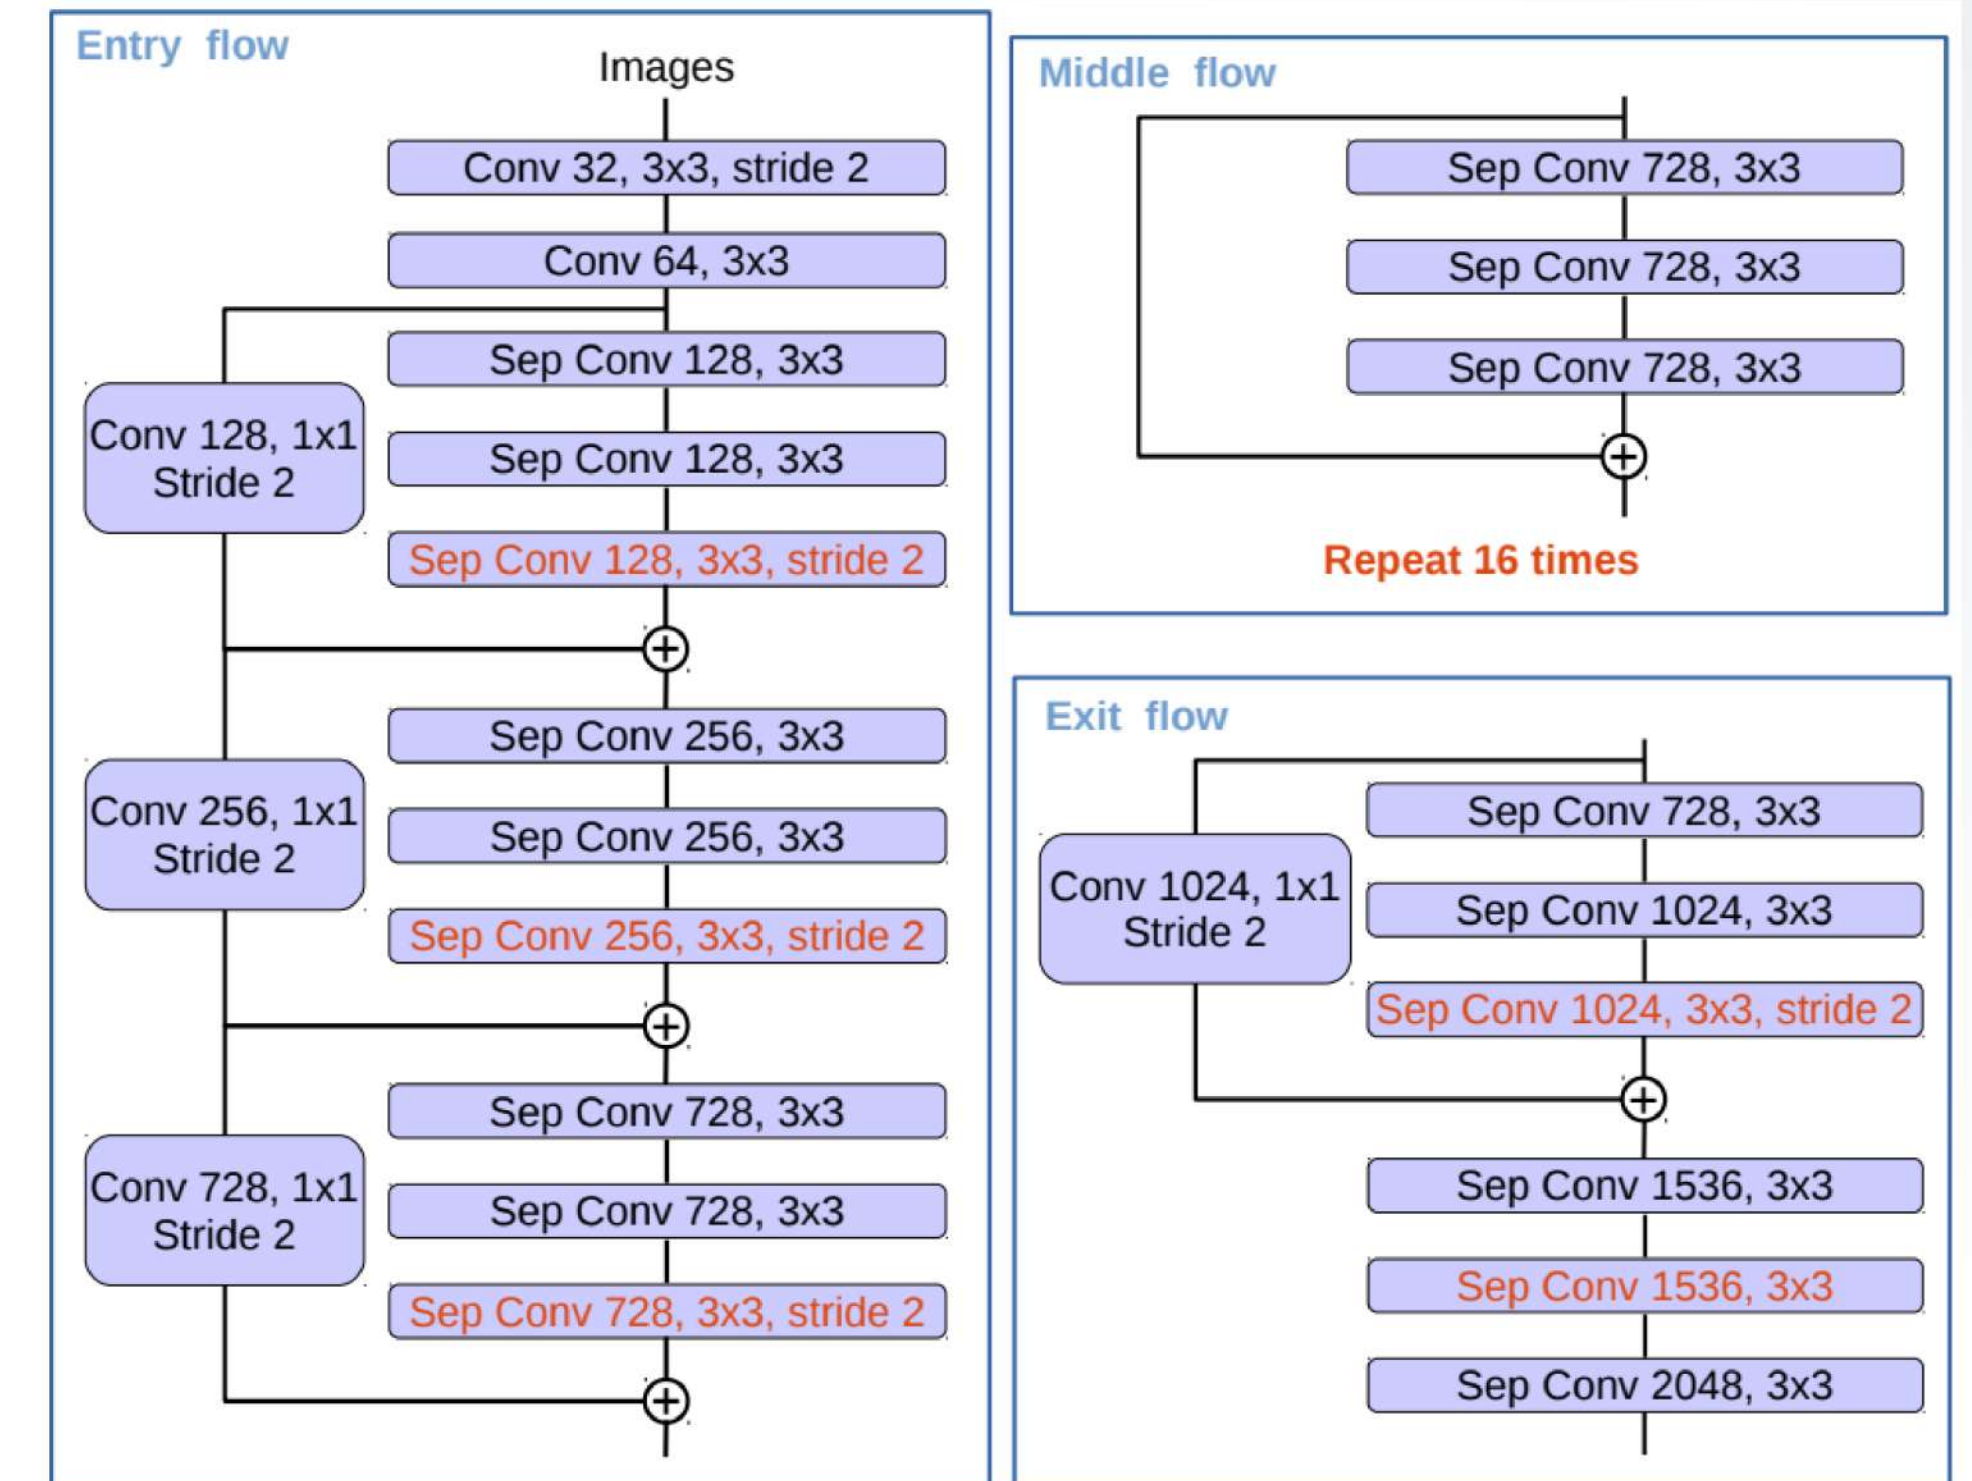 Entry flow
Images
Conv 32, 3x3, stride 2
Conv 64, 3x3
Sep Conv 128, 3x3
Conv 128, 1x1
Stride 2
Sep Conv 128, 3x3
Sep Conv 128, 3x3, stride 2
Sep Conv 256, 3x3
Conv 256, 1x1
Stride 2
Sep Conv 256, 3x3
Sep Conv 256, 3x3, stride 2
Sep Conv 728, 3x3
Conv 728, 1x1
Stride 2
Sep Conv 728, 3x3
Sep Conv 728, 3x3, stride 2
Middle flow
Sep Conv 728, 3x3
Sep Conv 728, 3x3
Sep Conv 728, 3x3
Repeat 16 times
Exit flow
Sep Conv 728, 3x3
Conv 1024, 1x1
Stride 2
Sep Conv 1024, 3x3
Sep Conv 1024, 3x3, stride 2
Sep Conv 1536, 3x3
Sep Conv 1536, 3x3
Sep Conv 2048, 3x3